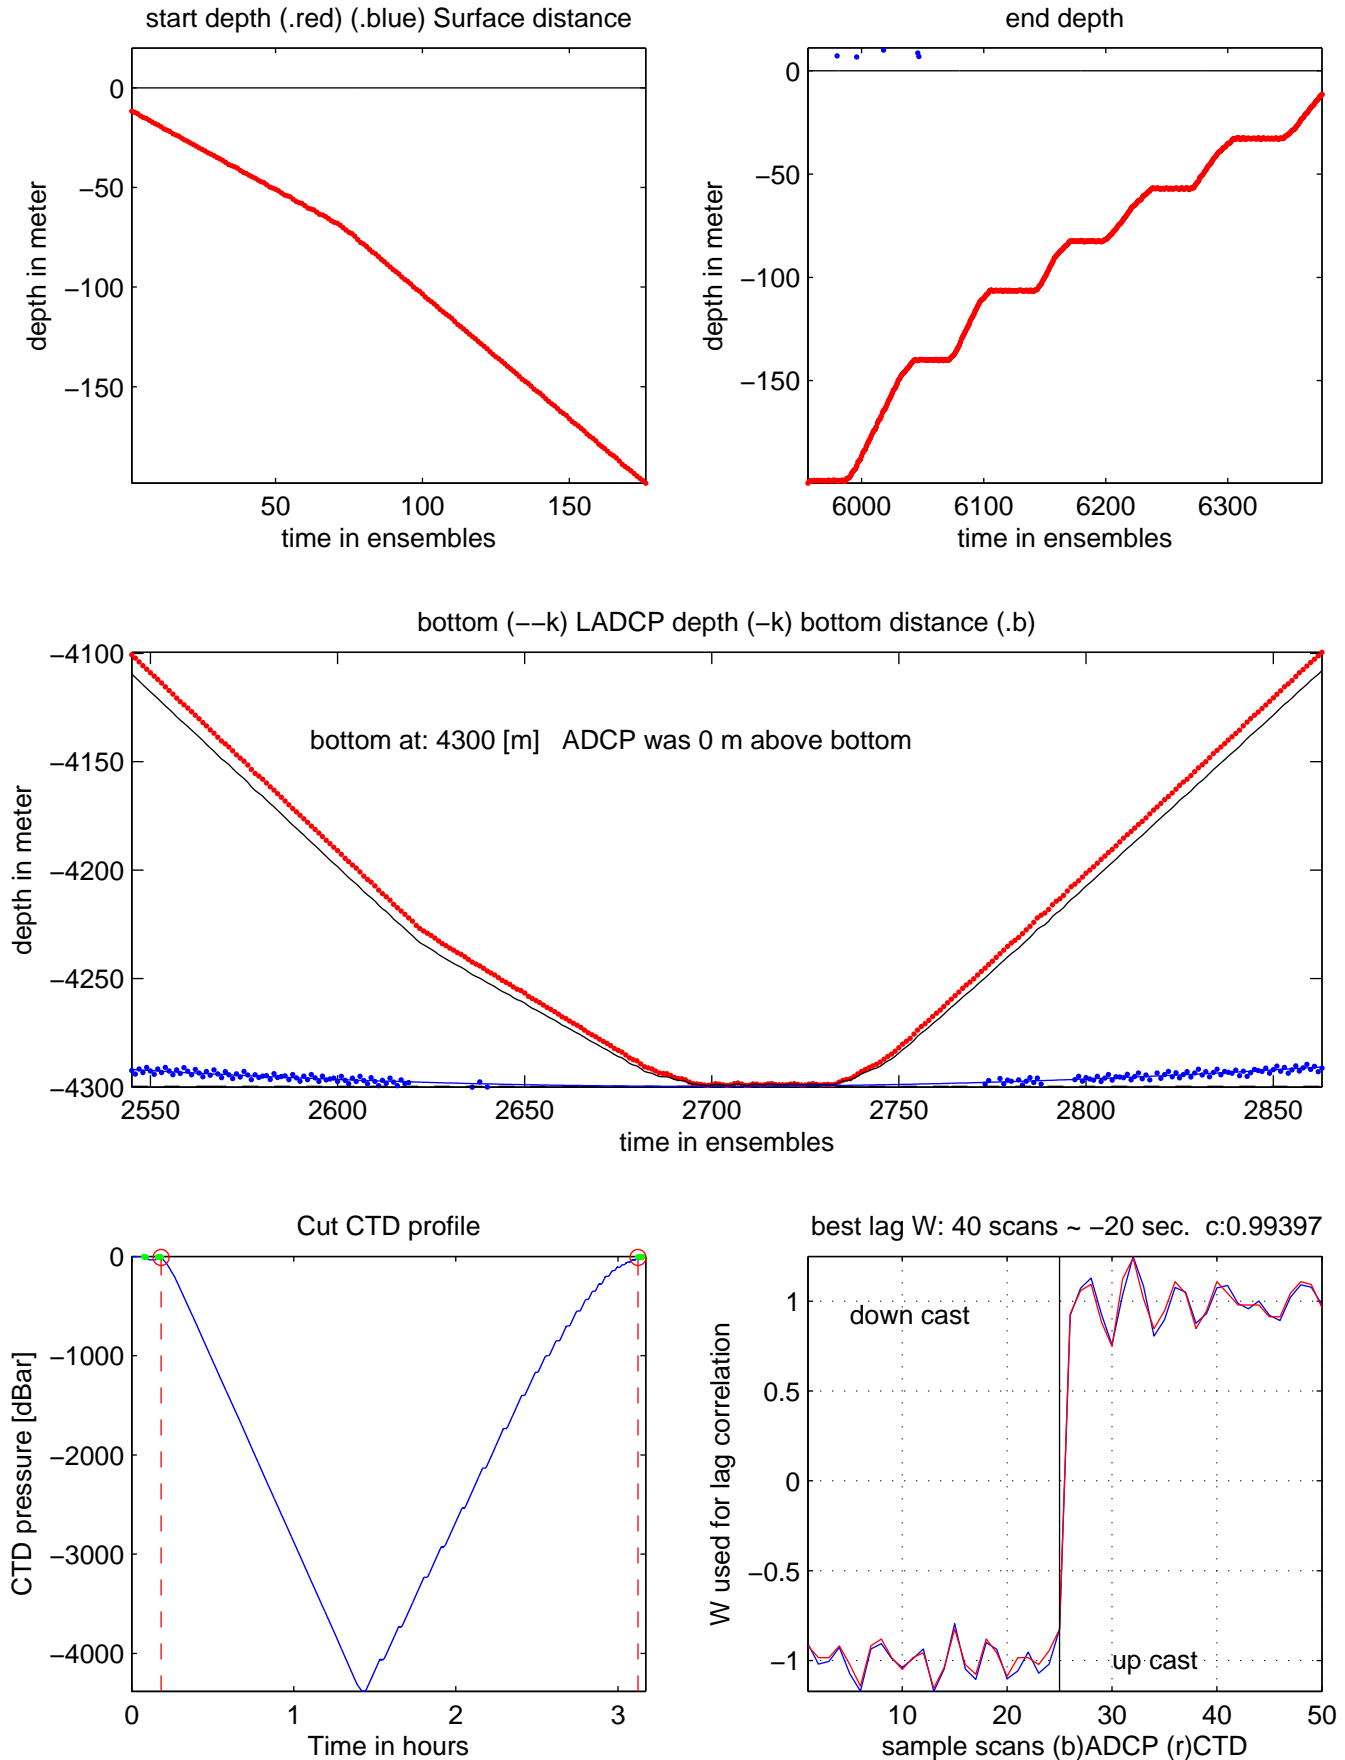 start depth (.red) (.blue) Surface distance
0
−50
−100
−150
depth in meter
50
100
150
time in ensembles
end depth
0
−50
−100
−150
depth in meter
6000
6100
6200
6300
time in ensembles
bottom (−−k) LADCP depth (−k) bottom distance (.b)
−4100
−4150
−4200
−4250
−4300
depth in meter
bottom at: 4300 [m]   ADCP was 0 m above bottom
2550
2600
2650
2700
2750
2800
2850
time in ensembles
Cut CTD profile
0
−1000
−2000
−3000
−4000
CTD pressure [dBar]
0
1
2
3
Time in hours
best lag W: 40 scans ~ −20 sec.  c:0.99397
1
0.5
0
−0.5
−1
W used for lag correlation
down cast
up cast
10
20
30
40
50
sample scans (b)ADCP (r)CTD